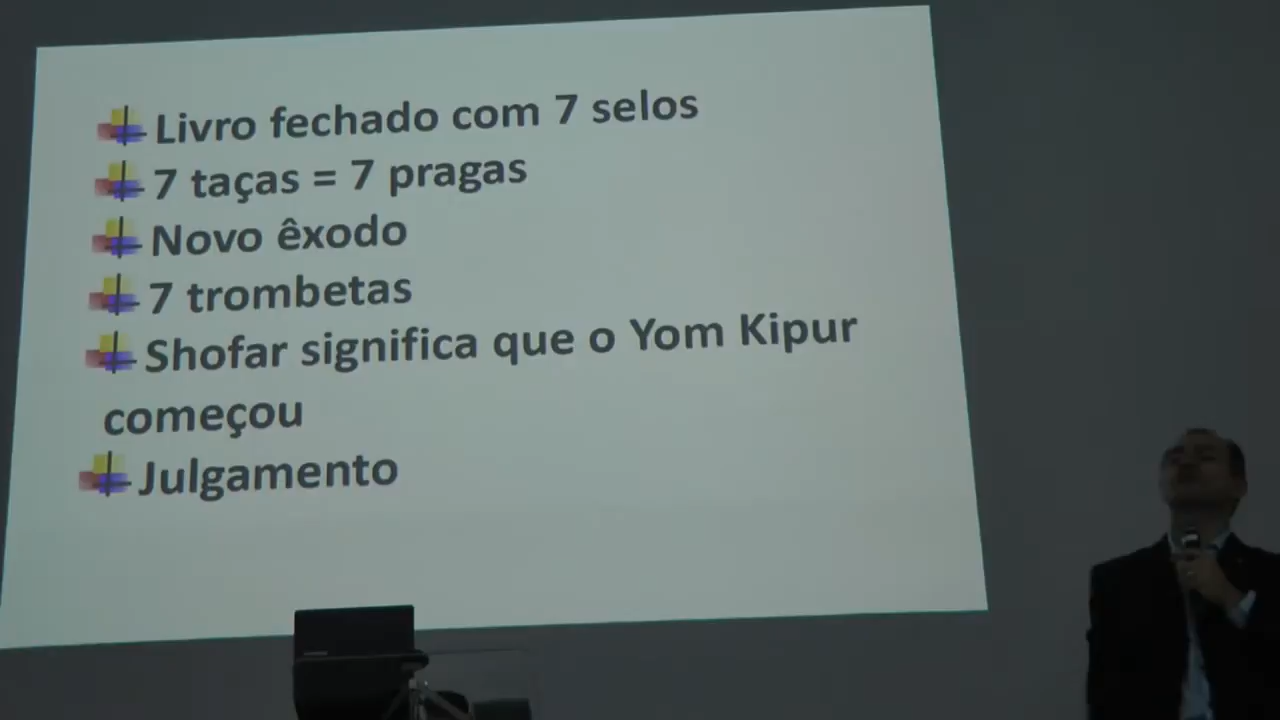 Livro fechado com 7 selos
7 taças = 7 pragas
Novo êxodo
7 trombetas
Shofar significa que o Yom Kipur
começou
Julgamento